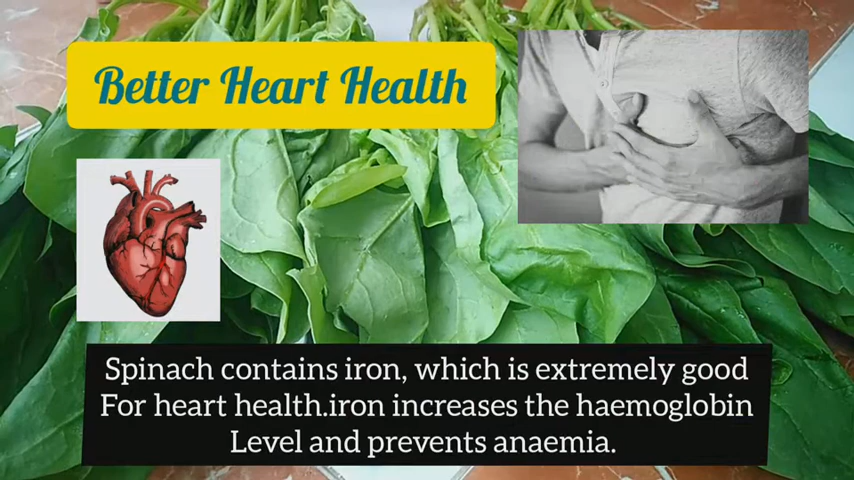 Better Heart Health
Spinach contains iron, which is extremely good
For heart health.iron increases the haemoglobin
Level and prevents anaemia.